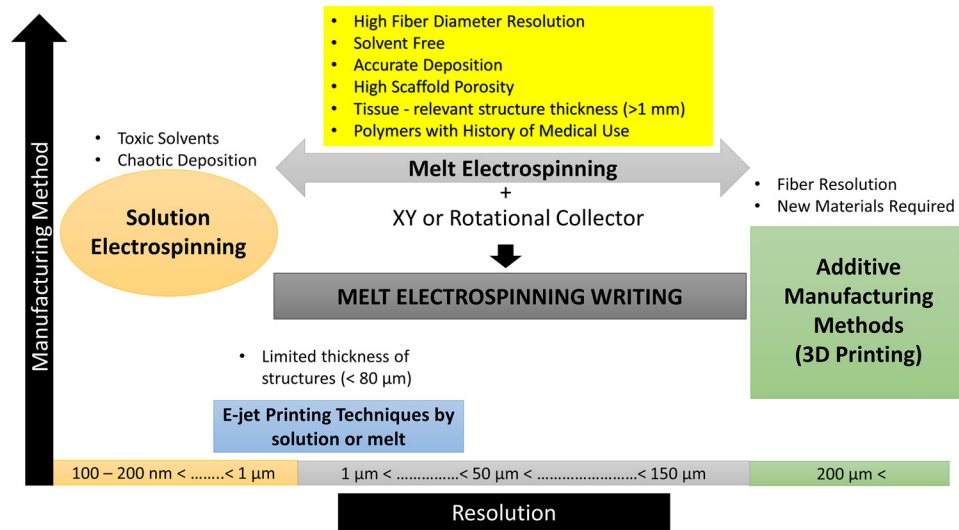 • High Fiber Diameter Resolution
• Solvent Free
• Accurate Deposition
• High Scaffold Porosity
• Tissue - relevant structure thickness (>1 mm)
• Polymers with History of Medical Use
• Toxic Solvents
• Chaotic Deposition
Melt Electrospinning
+
XY or Rotational Collector
• Fiber Resolution
• New Materials Required
Solution
Electrospinning
MELT ELECTROSPINNING WRITING
Additive
Manufacturing
Methods
(3D Printing)
Manufacturing Method
• Limited thickness of
structures (< 80 µm)
E-jet Printing Techniques by
solution or melt
100 – 200 nm < ........< 1 µm
1 µm< ...............< 50 µm < .....................< 150 µm
200 µm <
Resolution